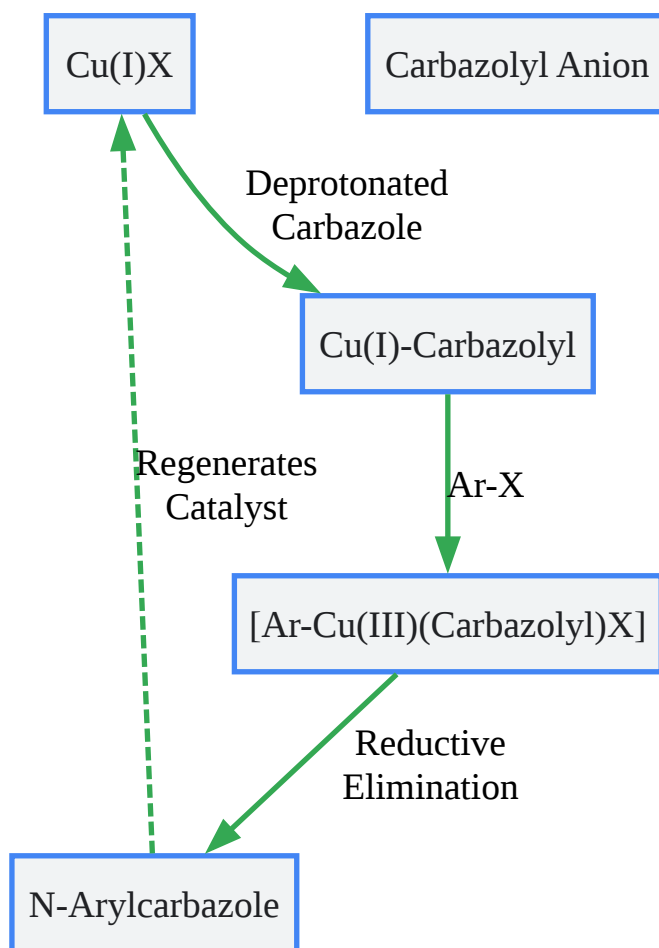 Cu(I)X
Carbazolyl Anion
Deprotonated
Carbazole
Cu(I)-Carbazolyl
Regenerates
Catalyst
Ar-X
[Ar-Cu(III)(Carbazolyl)X]
Reductive
Elimination
N-Arylcarbazole